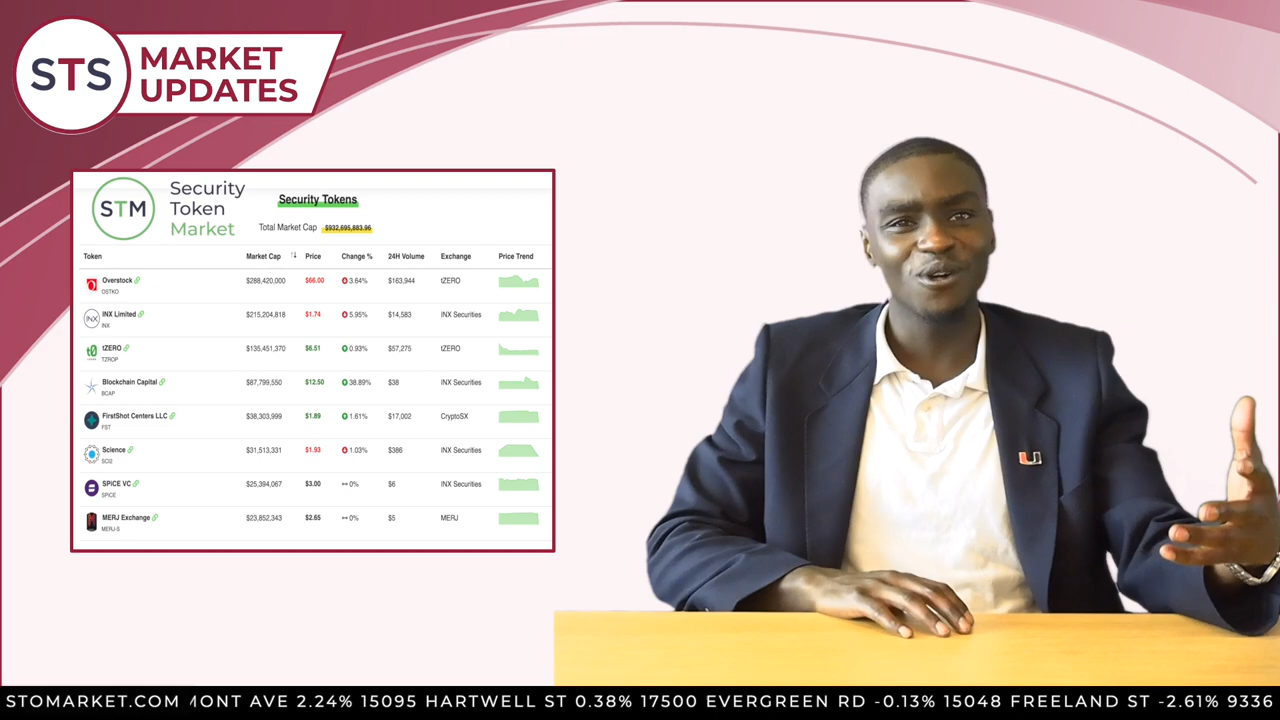 STS
MARKET
UPDATES
STM
Security
Token
Market
Security Tokens
Total Market Cap $932,695,883.96
Token Market Cap Price Change % 24H Volume Exchange Price Trend
Overstock $288,420,000 $66.00 3.64% $163,944 tZERO
OSTKO
INX Limited $215,204,818 $1.74 5.95% $14,583 INX Securities
INX
tZERO $135,451,370 $6.51 0.93% $57,275 tZERO
TZROP
Blockchain Capital $87,799,550 $12.50 38.89% $38 INX Securities
BCAP
FirstShot Centers LLC $38,303,999 $1.89 1.61% $17,002 CryptoSX
FST
Science $31,513,331 $1.93 1.03% $386 INX Securities
SCI2
SPiCE VC $25,394,067 $3.00 0% $6 INX Securities
SPiCE
MERJ Exchange $23,852,343 $2.65 0% $5 MERJ
MERJ-S
STOMARKET.COM MONT AVE 2.24% 15095 HARTWELL ST 0.38% 17500 EVERGREEN RD -0.13% 15048 FREELAND ST -2.61% 9336